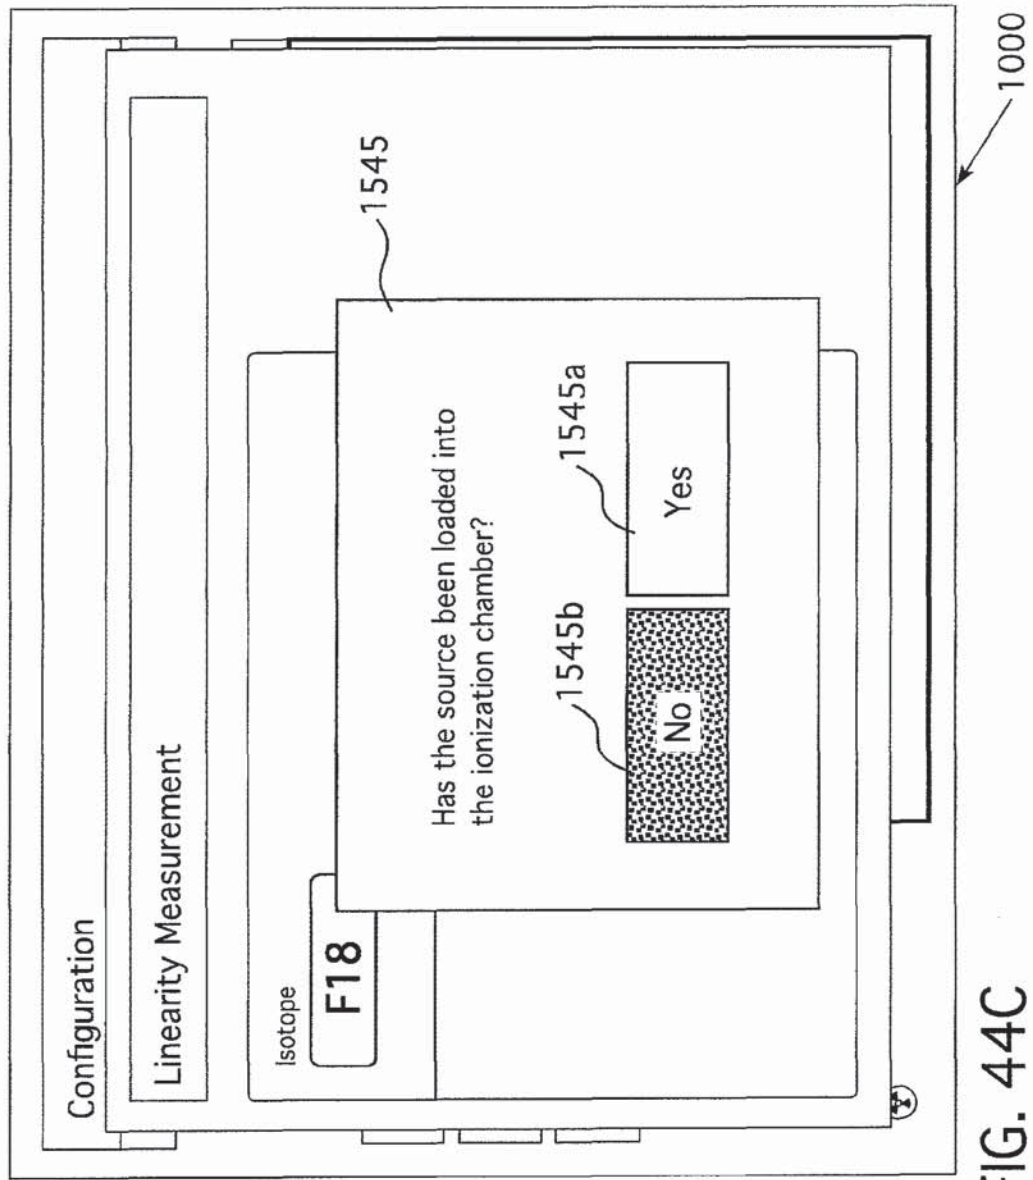 Configuration
Linearity Measurement
Isotope
F18
1545
Has the source been loaded into
the ionization chamber?
1545b
1545a
No
Yes
1000
FIG. 44C